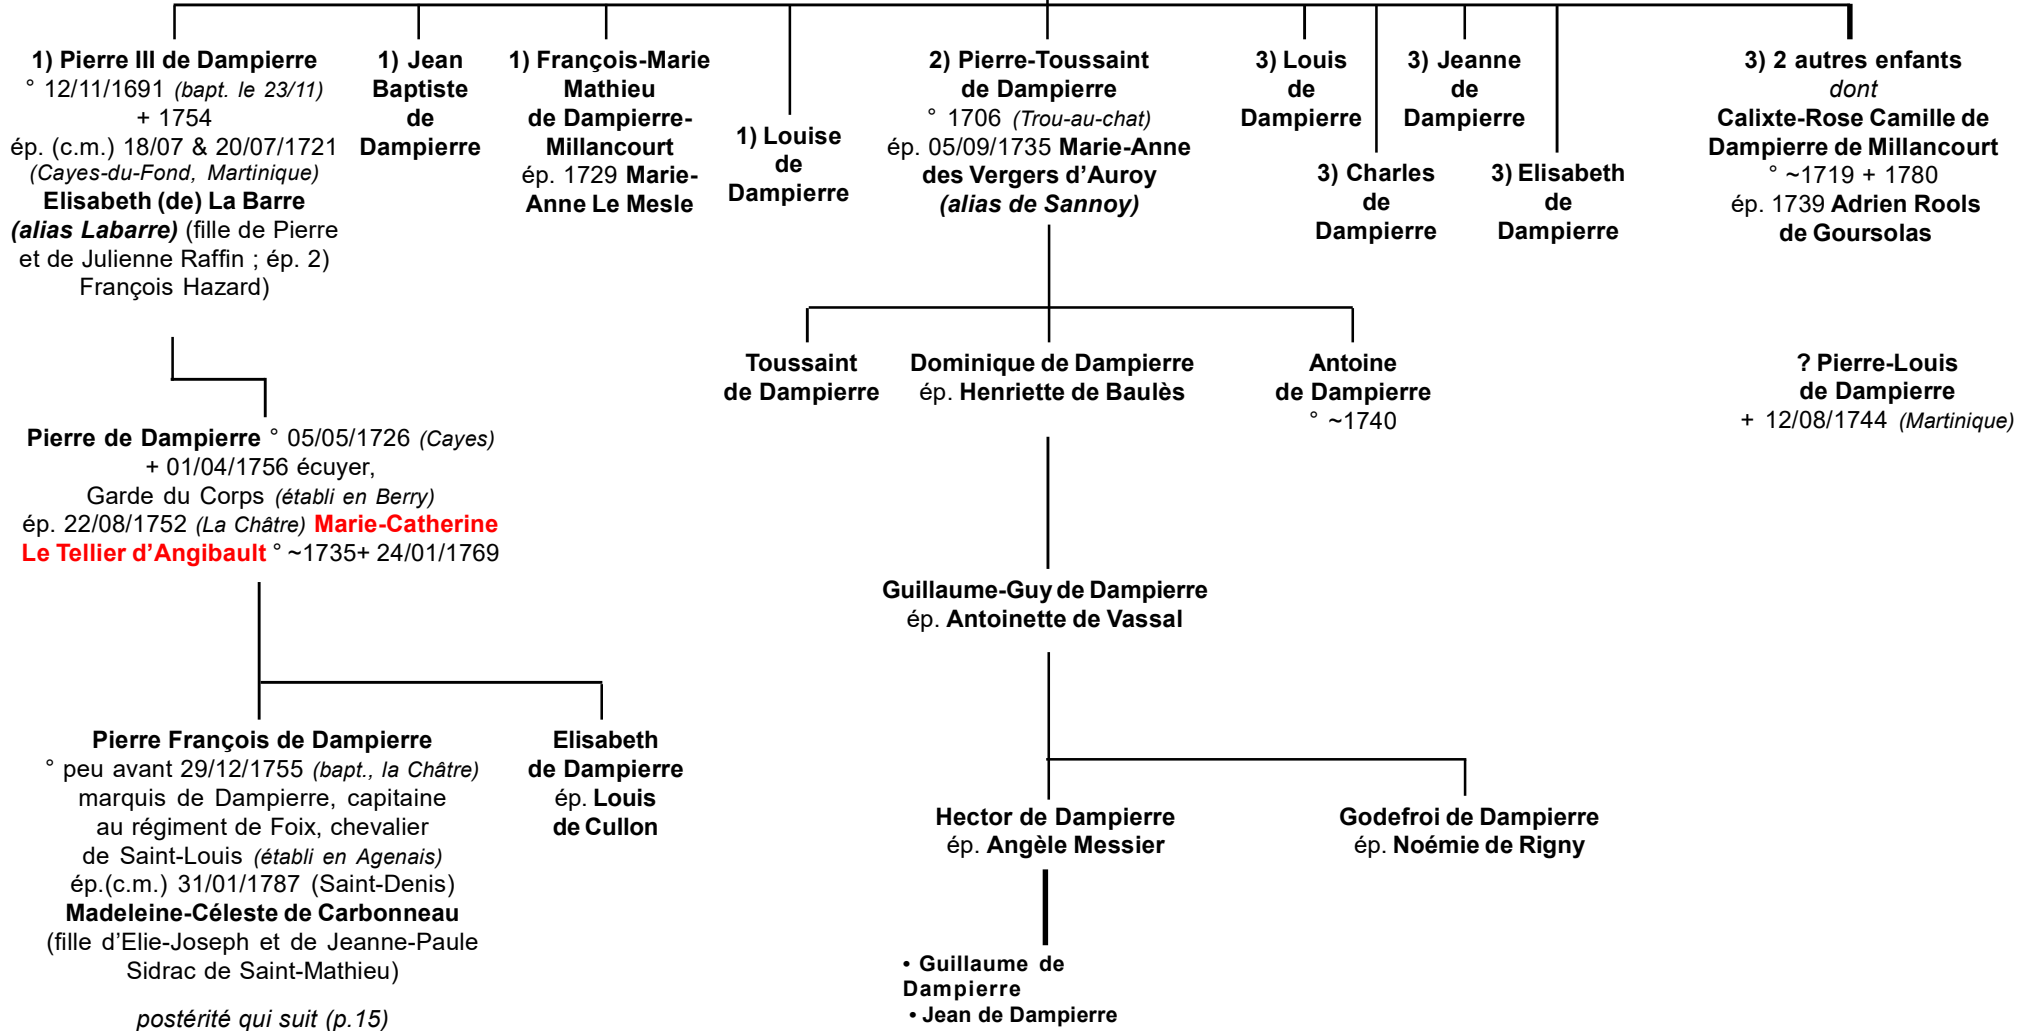 1) Pierre III de Dampierre
° 12/11/1691 (bapt. le 23/11)
+ 1754
ép. (c.m.) 18/07 & 20/07/1721
(Cayes-du-Fond, Martinique)
Elisabeth (de) La Barre
(alias Labarre) (fille de Pierre
et de Julienne Raffin ; ép. 2)
François Hazard)
1) Jean
Baptiste
de
Dampierre
1) François-Marie
Mathieu
de Dampierre-
Millancourt
ép. 1729 Marie-
Anne Le Mesle
1) Louise
de
Dampierre
2) Pierre-Toussaint
de Dampierre
° 1706 (Trou-au-chat)
ép. 05/09/1735 Marie-Anne
des Vergers d'Auroy
(alias de Sannoy)
3) Louis
de
Dampierre
3) Charles
de
Dampierre
3) Jeanne
de
Dampierre
3) Elisabeth
de
Dampierre
3) 2 autres enfants
dont
Calixte-Rose Camille de
Dampierre de Millancourt
° ~1719 + 1780
ép. 1739 Adrien Rools
de Goursolas
Toussaint
de Dampierre
Dominique de Dampierre
ép. Henriette de Baulès
Antoine
de Dampierre
° ~1740
? Pierre-Louis
de Dampierre
+ 12/08/1744 (Martinique)
Pierre de Dampierre ° 05/05/1726 (Cayes)
+ 01/04/1756 écuyer,
Garde du Corps (établi en Berry)
ép. 22/08/1752 (La Châtre) Marie-Catherine
Le Tellier d'Angibault ° ~1735+ 24/01/1769
Guillaume-Guy de Dampierre
ép. Antoinette de Vassal
Pierre François de Dampierre
° peu avant 29/12/1755 (bapt., la Châtre)
marquis de Dampierre, capitaine
au régiment de Foix, chevalier
de Saint-Louis (établi en Agenais)
ép.(c.m.) 31/01/1787 (Saint-Denis)
Madeleine-Céleste de Carbonneau
(fille d'Elie-Joseph et de Jeanne-Paule
Sidrac de Saint-Mathieu)
postérité qui suit (p.15)
Elisabeth
de Dampierre
ép. Louis
de Cullon
Hector de Dampierre
ép. Angèle Messier
Godefroi de Dampierre
ép. Noémie de Rigny
• Guillaume de
Dampierre
• Jean de Dampierre